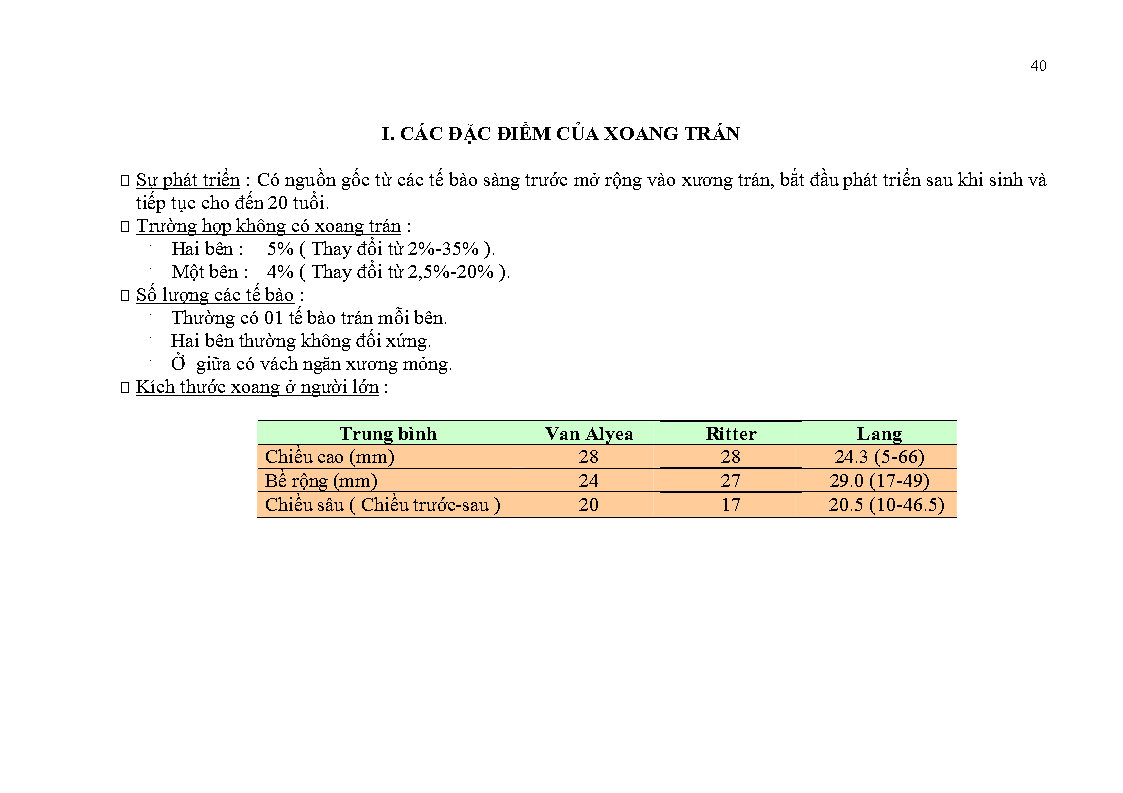 40
I. CÁC ĐẶC ĐIỂM CỦA XOANG TRÁN
Sự phát triển : Có nguồn gốc từ các tế bào sàng trước mở rộng vào xương trán, bắt đầu phát triển sau khi sinh và
tiếp tục cho đến 20 tuổi.
Trường hợp không có xoang trán :
· Hai bên : 5% ( Thay đổi từ 2%-35% ).
· Một bên : 4% ( Thay đổi từ 2,5%-20% ).
Số lượng các tế bào :
· Thường có 01 tế bào trán mỗi bên.
· Hai bên thường không đối xứng.
· Ở giữa có vách ngăn xương mỏng.
Kích thước xoang ở người lớn :
Trung bình Van Alyea Ritter Lang
Chiều cao (mm) 28 28 24.3 (5-66)
Bề rộng (mm) 24 27 29.0 (17-49)
Chiều sâu ( Chiều trước-sau ) 20 17 20.5 (10-46.5)